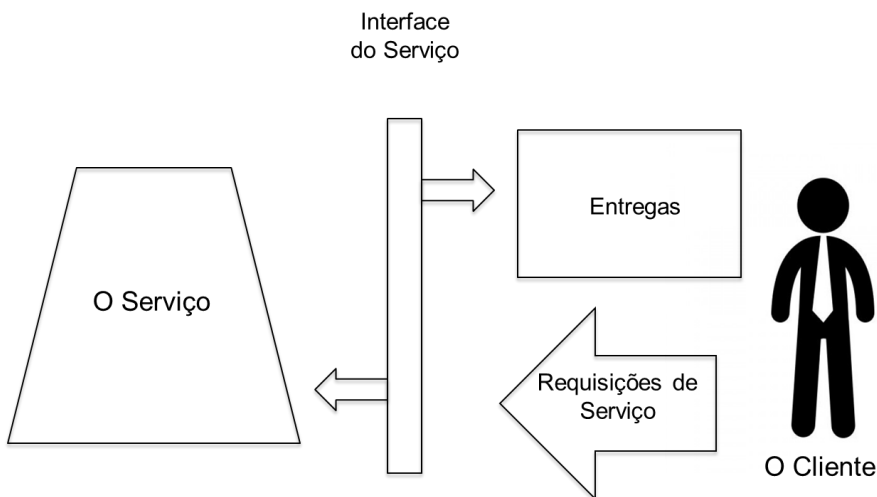 Interface
do Serviço
Entregas
O Serviço
Requisições de
Serviço
O Cliente